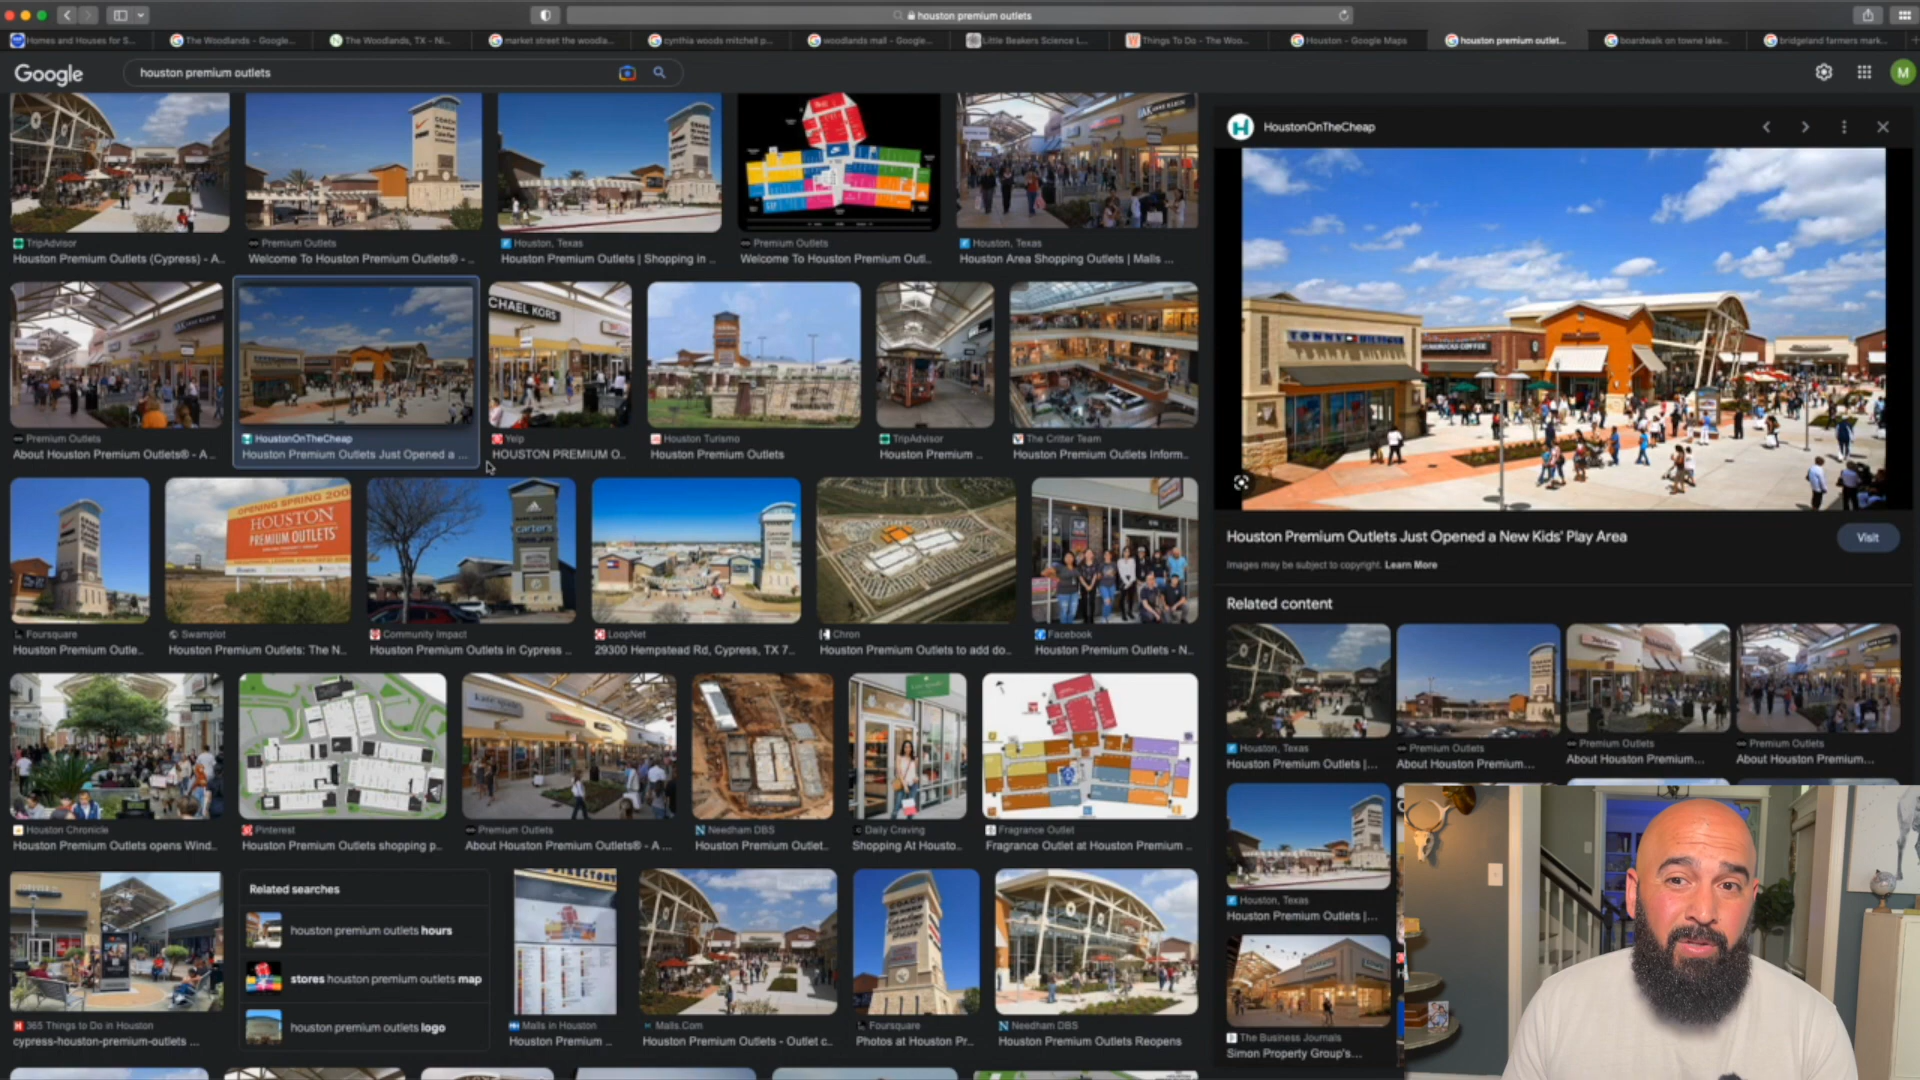 houston premium outlets
Homes and Houses for S...
The Woodlands - Google...
The Woodlands, TX - Ni...
market street the woodla...
cynthia woods mitchell p...
woodlands mall - Google...
Little Beakers Science L...
Things To Do - The Woo...
Houston - Google Maps
houston premium outlet...
boardwalk on towne lake...
bridgeland farmers mark...
Google
houston premium outlets
M
TripAdvisor
Houston Premium Outlets (Cypress) - A...
Premium Outlets
Welcome To Houston Premium Outlets® - ...
Houston, Texas
Houston Premium Outlets | Shopping in ...
Premium Outlets
Welcome To Houston Premium Outl...
Houston, Texas
Houston Area Shopping Outlets | Malls ...
Premium Outlets
About Houston Premium Outlets® - A ...
HoustonOnTheCheap
Houston Premium Outlets Just Opened a ...
CHAEL KORS
Yelp
HOUSTON PREMIUM O...
Houston Turismo
Houston Premium Outlets
TripAdvisor
Houston Premium ...
The Critter Team
Houston Premium Outlets Inform...
OPENING SPRING 200
HOUSTON
PREMIUM OUTLETS
carter's
Foursquare
Houston Premium Outle...
Swamplot
Houston Premium Outlets: The N...
Community Impact
Houston Premium Outlets in Cypress ...
LoopNet
29300 Hempstead Rd, Cypress, TX 7...
Chron
Houston Premium Outlets to add do...
Facebook
Houston Premium Outlets - N...
kate spade
Houston Chronicle
Houston Premium Outlets opens Wind...
Pinterest
Houston Premium Outlets shopping p...
Premium Outlets
About Houston Premium Outlets® - A ...
Needham DBS
Houston Premium Outlet...
Daily Craving
Shopping At Housto...
Fragrance Outlet
Fragrance Outlet at Houston Premium ...
Related searches
houston premium outlets hours
stores houston premium outlets map
houston premium outlets logo
DIRECTORY
COACH
365 Things to Do in Houston
cypress-houston-premium-outlets ...
Malls in Houston
Houston Premium ...
Malls.Com
Houston Premium Outlets - Outlet c...
Foursquare
Photos at Houston Pr...
Needham DBS
Houston Premium Outlets Reopens
HoustonOnTheCheap
TOMMY HILFIGER
Houston Premium Outlets Just Opened a New Kids' Play Area
Visit
Images may be subject to copyright. Learn More
Related content
Houston, Texas
Houston Premium Outlets |...
Premium Outlets
About Houston Premium...
Premium Outlets
About Houston Premium...
Premium Outlets
About Houston Premium...
Houston, Texas
Houston Premium Outlets |...
The Business Journals
Simon Property Group's...